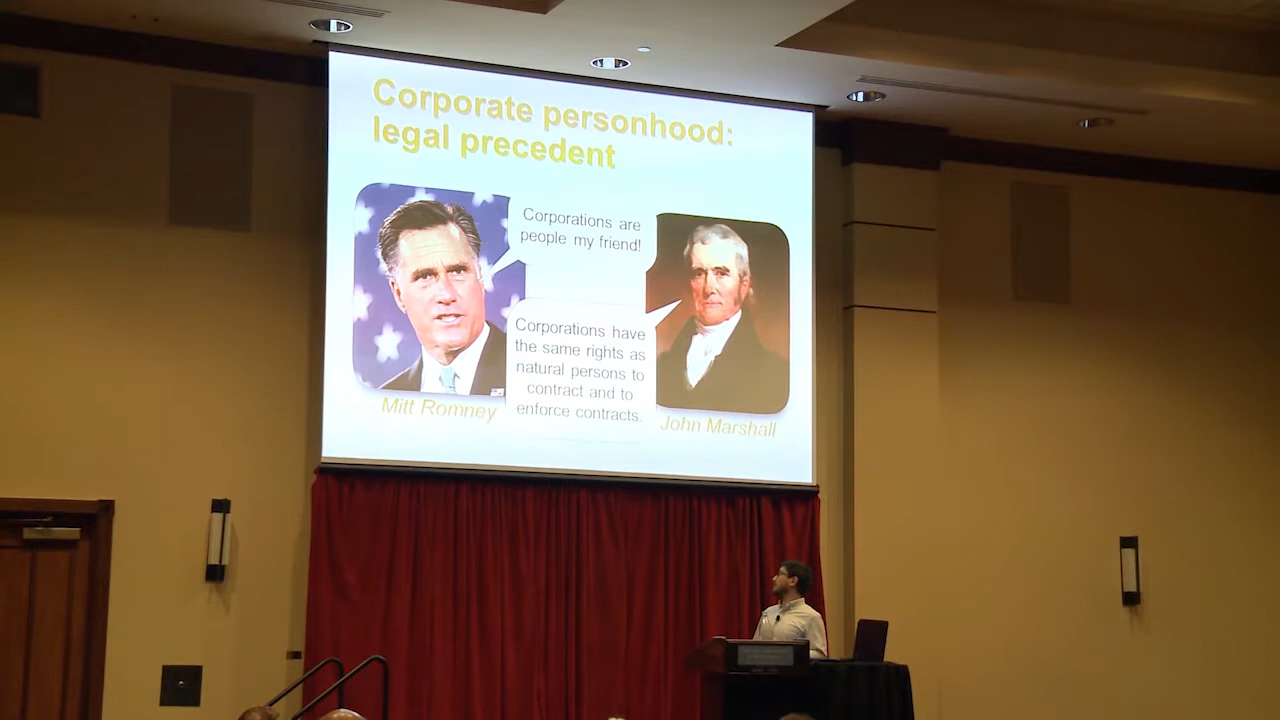 Corporate personhood:
legal precedent
Corporations are
people my friend!
Corporations have
the same rights as
natural persons to
contract and to
enforce contracts.
Mitt Romney
John Marshall